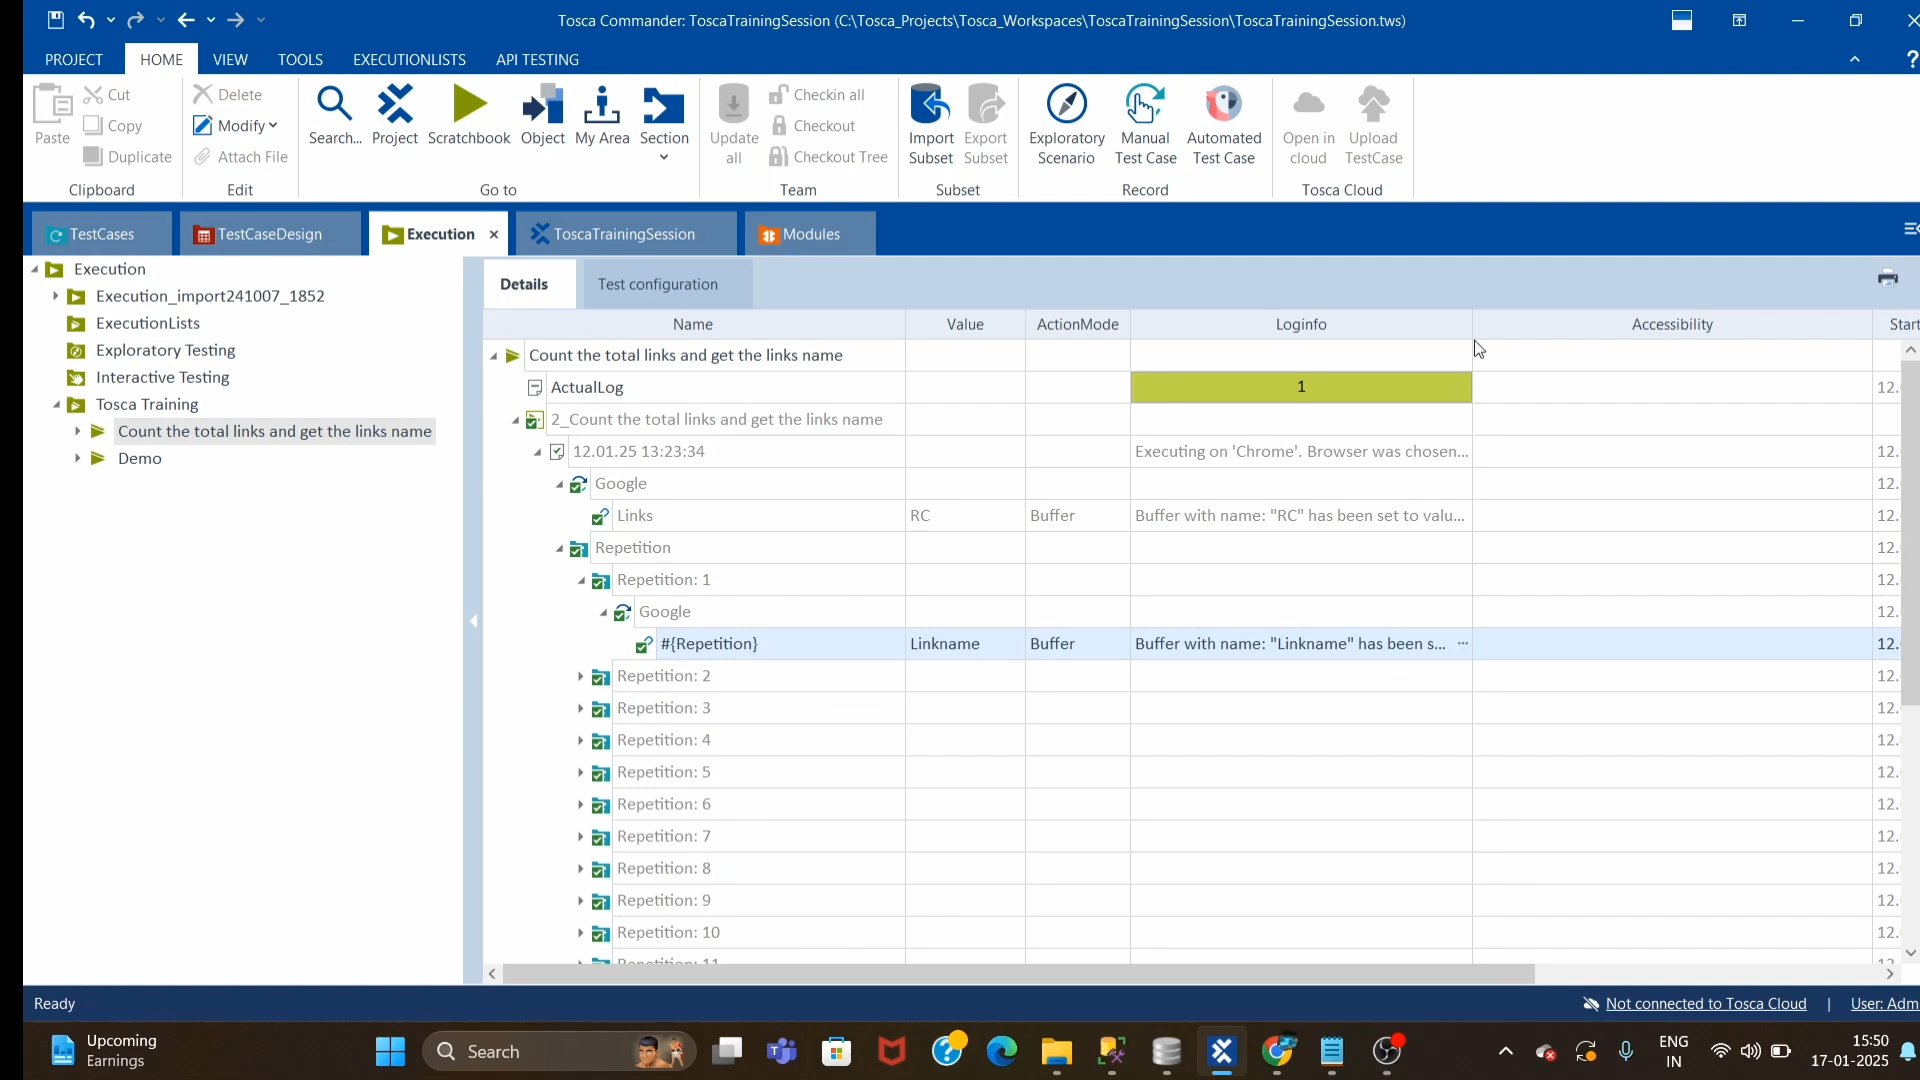 Tosca Commander: ToscaTrainingSession (C:\Tosca_Projects\Tosca_Workspaces\ToscaTrainingSession\ToscaTrainingSession.tws)
PROJECT HOME VIEW TOOLS EXECUTIONLISTS API TESTING
Paste
Cut
Copy
Duplicate
Clipboard
Delete
Modify
Attach File
Edit
Search...
Project
Scratchbook
Object
My Area
Section
Go to
Update all
Checkin all
Checkout
Checkout Tree
Team
Import Subset
Export Subset
Subset
Exploratory Scenario
Manual Test Case
Automated Test Case
Record
Open in cloud
Upload TestCase
Tosca Cloud
TestCases TestCaseDesign Execution ToscaTrainingSession Modules
Execution
Execution_import241007_1852
ExecutionLists
Exploratory Testing
Interactive Testing
Tosca Training
Count the total links and get the links name
Demo
Details Test configuration
Name Value ActionMode Loginfo Accessibility Start
Count the total links and get the links name
ActualLog 1 12.
2_Count the total links and get the links name
12.01.25 13:23:34 Executing on 'Chrome'. Browser was chosen... 12.
Google 12.
Links RC Buffer Buffer with name: "RC" has been set to valu... 12.
Repetition 12.
Repetition: 1 12.
Google 12.
#{Repetition} Linkname Buffer Buffer with name: "Linkname" has been s... ... 12.
Repetition: 2 12.
Repetition: 3 12.
Repetition: 4 12.
Repetition: 5 12.
Repetition: 6 12.
Repetition: 7 12.
Repetition: 8 12.
Repetition: 9 12.
Repetition: 10 12.
Repetition: 11 12.
Ready Not connected to Tosca Cloud | User: Adm
Upcoming
Earnings
Search
ENG
IN
15:50
17-01-2025